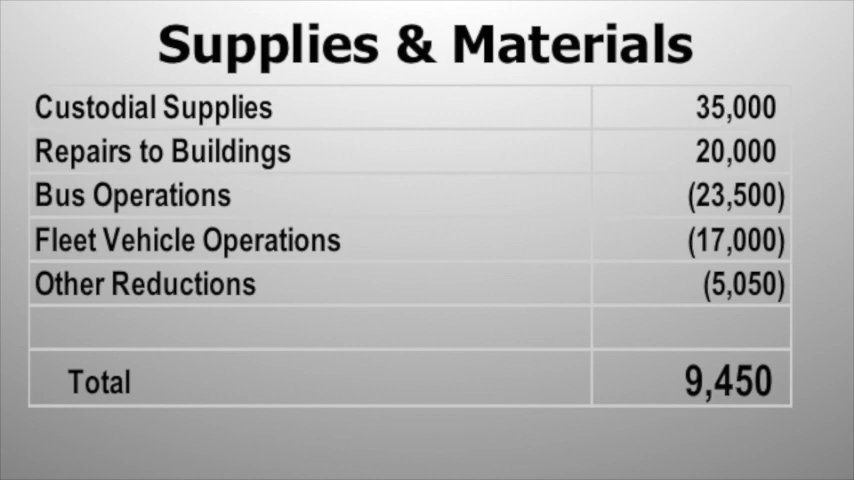 Supplies & Materials
Custodial Supplies 35,000
Repairs to Buildings 20,000
Bus Operations (23,500)
Fleet Vehicle Operations (17,000)
Other Reductions (5,050)
Total 9,450